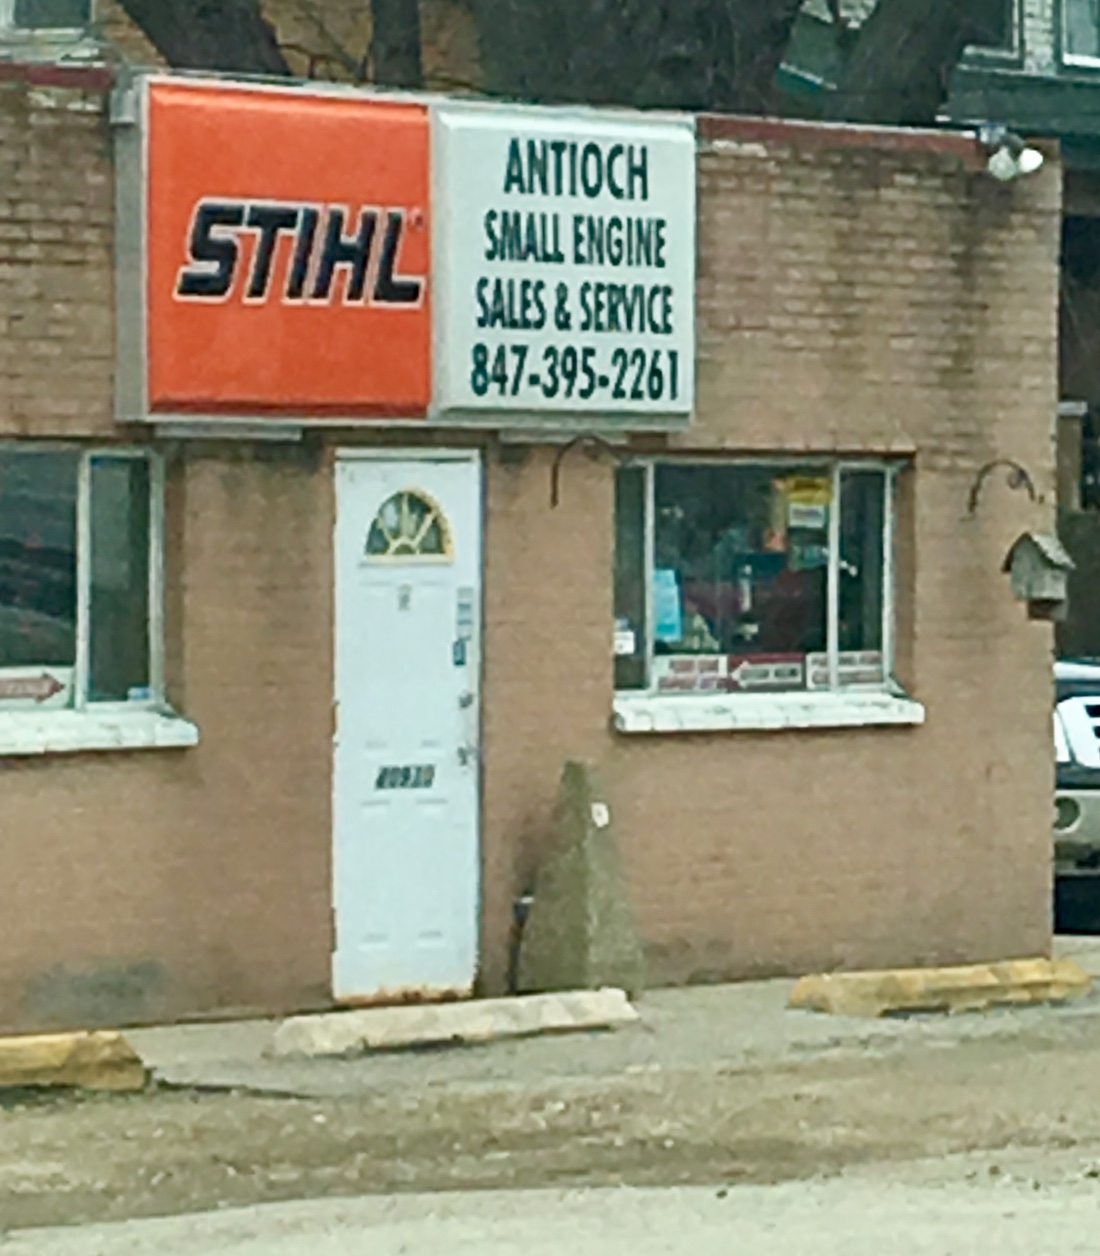 STIHL
ANTIOCH
SMALL ENGINE
SALES & SERVICE
847-395-2261